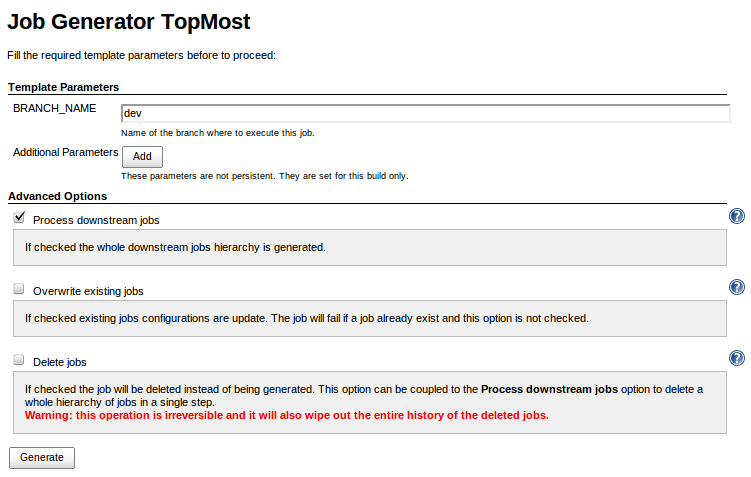 Job Generator TopMost
Fill the required template parameters before to proceed:
Template Parameters
BRANCH_NAME
dev
Name of the branch where to execute this job.
Additional Parameters
Add
These parameters are not persistent. They are set for this build only.
Advanced Options
Process downstream jobs
?
If checked the whole downstream jobs hierarchy is generated.
Overwrite existing jobs
?
If checked existing jobs configurations are update. The job will fail if a job already exist and this option is not checked.
Delete jobs
?
If checked the job will be deleted instead of being generated. This option can be coupled to the Process downstream jobs option to delete a
whole hierarchy of jobs in a single step.
Warning: this operation is irreversible and it will also wipe out the entire history of the deleted jobs.
Generate